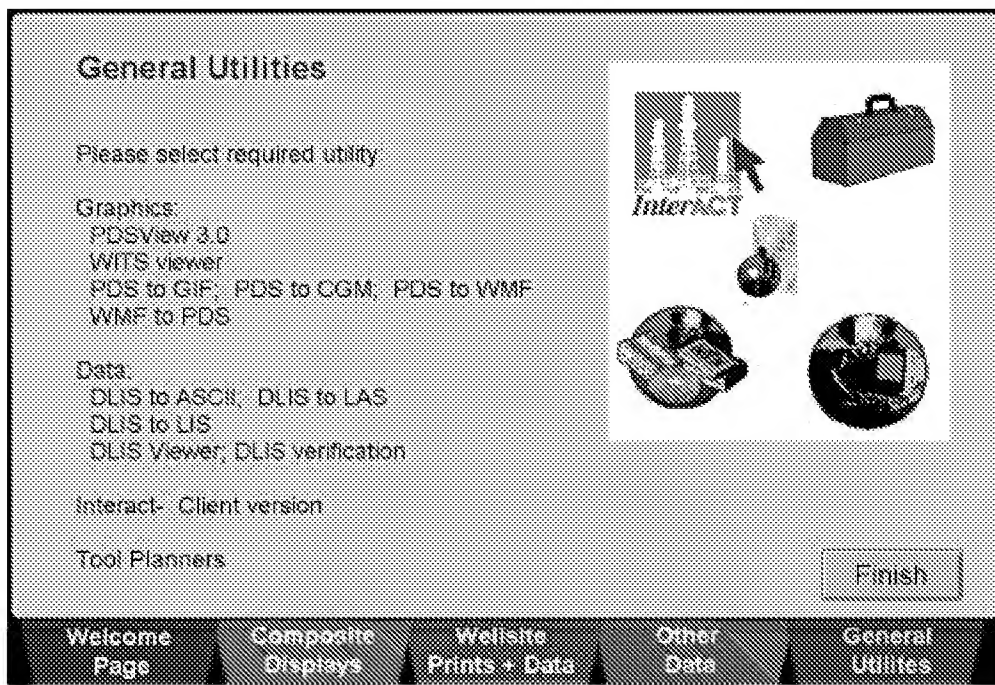 General Utilities
Please select required utility:
Graphics:
PDSView 3.0
WITS viewer
PDS to GIF; PDS to CGM; PDS to WMF
WMF to PDS
Data:
DLIS to ASCII; DLIS to LAS
DLIS to LIS
DLIS Viewer; DLIS verification
Interact- Client version
Tool Planners
InterACT
Finish
Welcome
Page
Composite
Displays
Wellsite
Prints + Data
Other
Data
General
Utilites